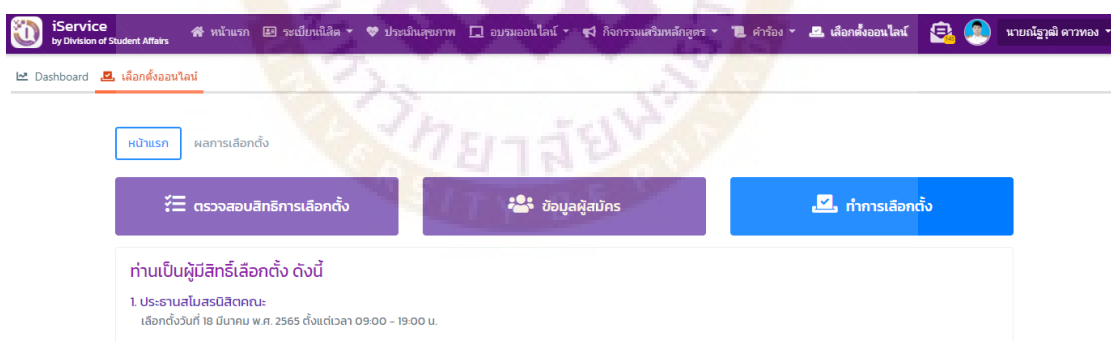 iService
by Division of Student Affairs
หน้าแรก ระเบียนนิสิต ประเมินสุขภาพ อบรมออนไลน์ กิจกรรมเสริมหลักสูตร คำร้อง เลือกตั้งออนไลน์ นายณัฐวุฒิ ดาวทอง
Dashboard เลือกตั้งออนไลน์
หน้าแรก ผลการเลือกตั้ง
ตรวจสอบสิทธิการเลือกตั้ง ข้อมูลผู้สมัคร ทำการเลือกตั้ง
ท่านเป็นผู้มีสิทธิ์เลือกตั้ง ดังนี้
1. ประธานสโมสรนิสิตคณะ
เลือกตั้งวันที่ 18 มีนาคม พ.ศ. 2565 ตั้งแต่เวลา 09:00 - 19:00 น.